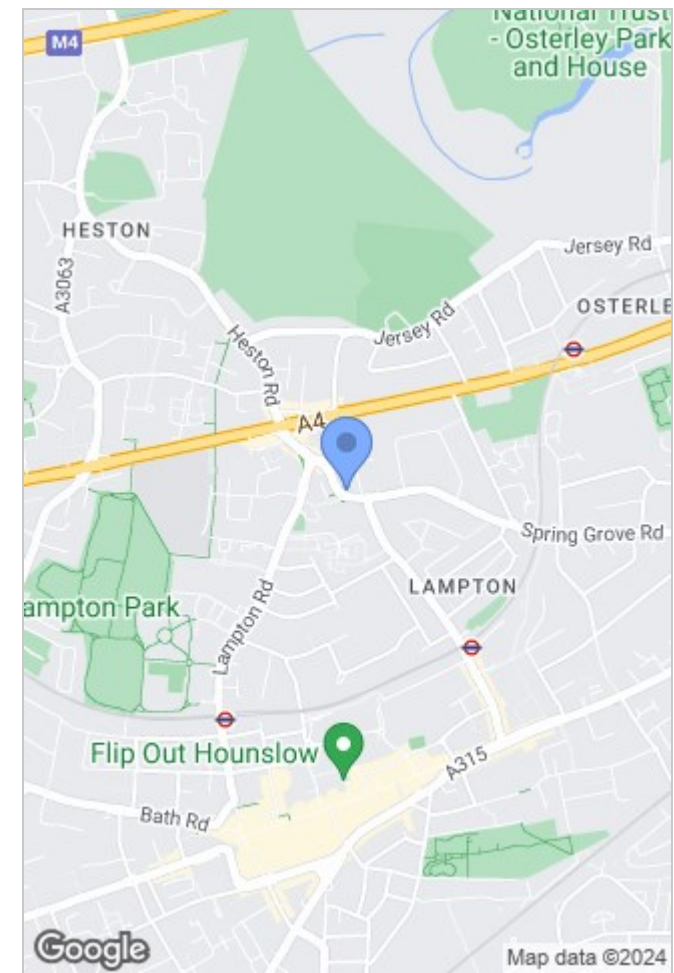 M4
National Trust
- Osterley Park
and House
HESTON
Jersey Rd
A3063
OSTERLE
Heston Rd
Jersey Rd
A4
Spring Grove Rd
LAMPTON
ampton Park
Lampton Rd
Flip Out Hounslow
A315
Bath Rd
Google
Map data ©2024